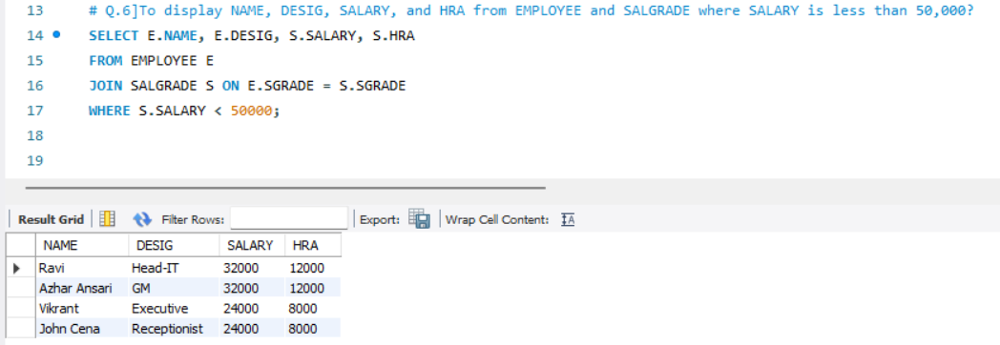 13 # Q.6]To display NAME, DESIG, SALARY, and HRA from EMPLOYEE and SALGRADE where SALARY is less than 50,000?
14 SELECT E.NAME, E.DESIG, S.SALARY, S.HRA
15 FROM EMPLOYEE E
16 JOIN SALGRADE S ON E.SGRADE = S.SGRADE
17 WHERE S.SALARY < 50000;
18
19
Result Grid Filter Rows: Export: Wrap Cell Content:
NAME DESIG SALARY HRA
Ravi Head-IT 32000 12000
Azhar Ansari GM 32000 12000
Vikrant Executive 24000 8000
John Cena Receptionist 24000 8000